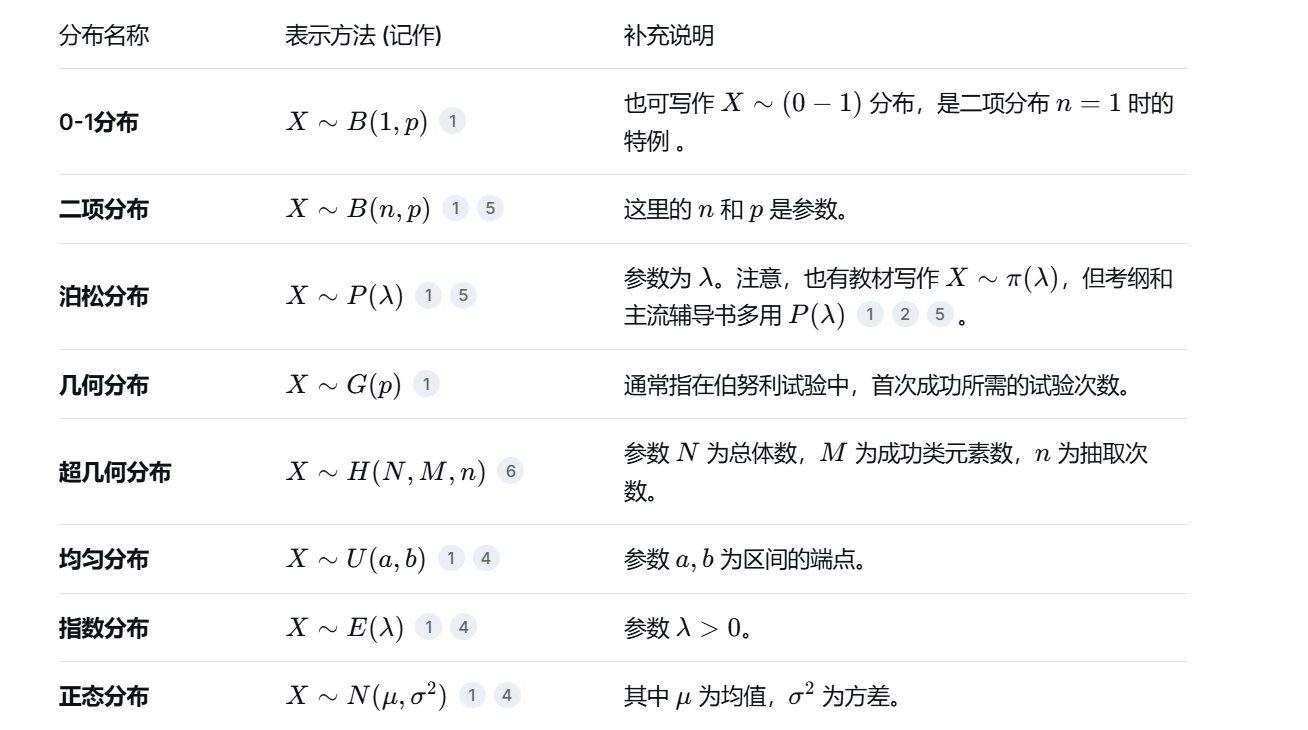 分布名称 表示方法 (记作) 补充说明
0-1分布 X ∼ B(1, p) 1 也可写作 X ∼ (0 − 1) 分布，是二项分布 n = 1 时的
特例 。
二项分布 X ∼ B(n, p) 1 5 这里的 n 和 p 是参数。
泊松分布 X ∼ P(λ) 1 5 参数为 λ。注意，也有教材写作 X ∼ π(λ)，但考纲和
主流辅导书多用 P(λ) 1 2 5 。
几何分布 X ∼ G(p) 1 通常指在伯努利试验中，首次成功所需的试验次数。
超几何分布 X ∼ H(N, M, n) 6 参数 N 为总体数，M 为成功类元素数，n 为抽取次
数。
均匀分布 X ∼ U(a, b) 1 4 参数 a, b 为区间的端点。
指数分布 X ∼ E(λ) 1 4 参数 λ > 0。
正态分布 X ∼ N(μ, σ²) 1 4 其中 μ 为均值，σ² 为方差。